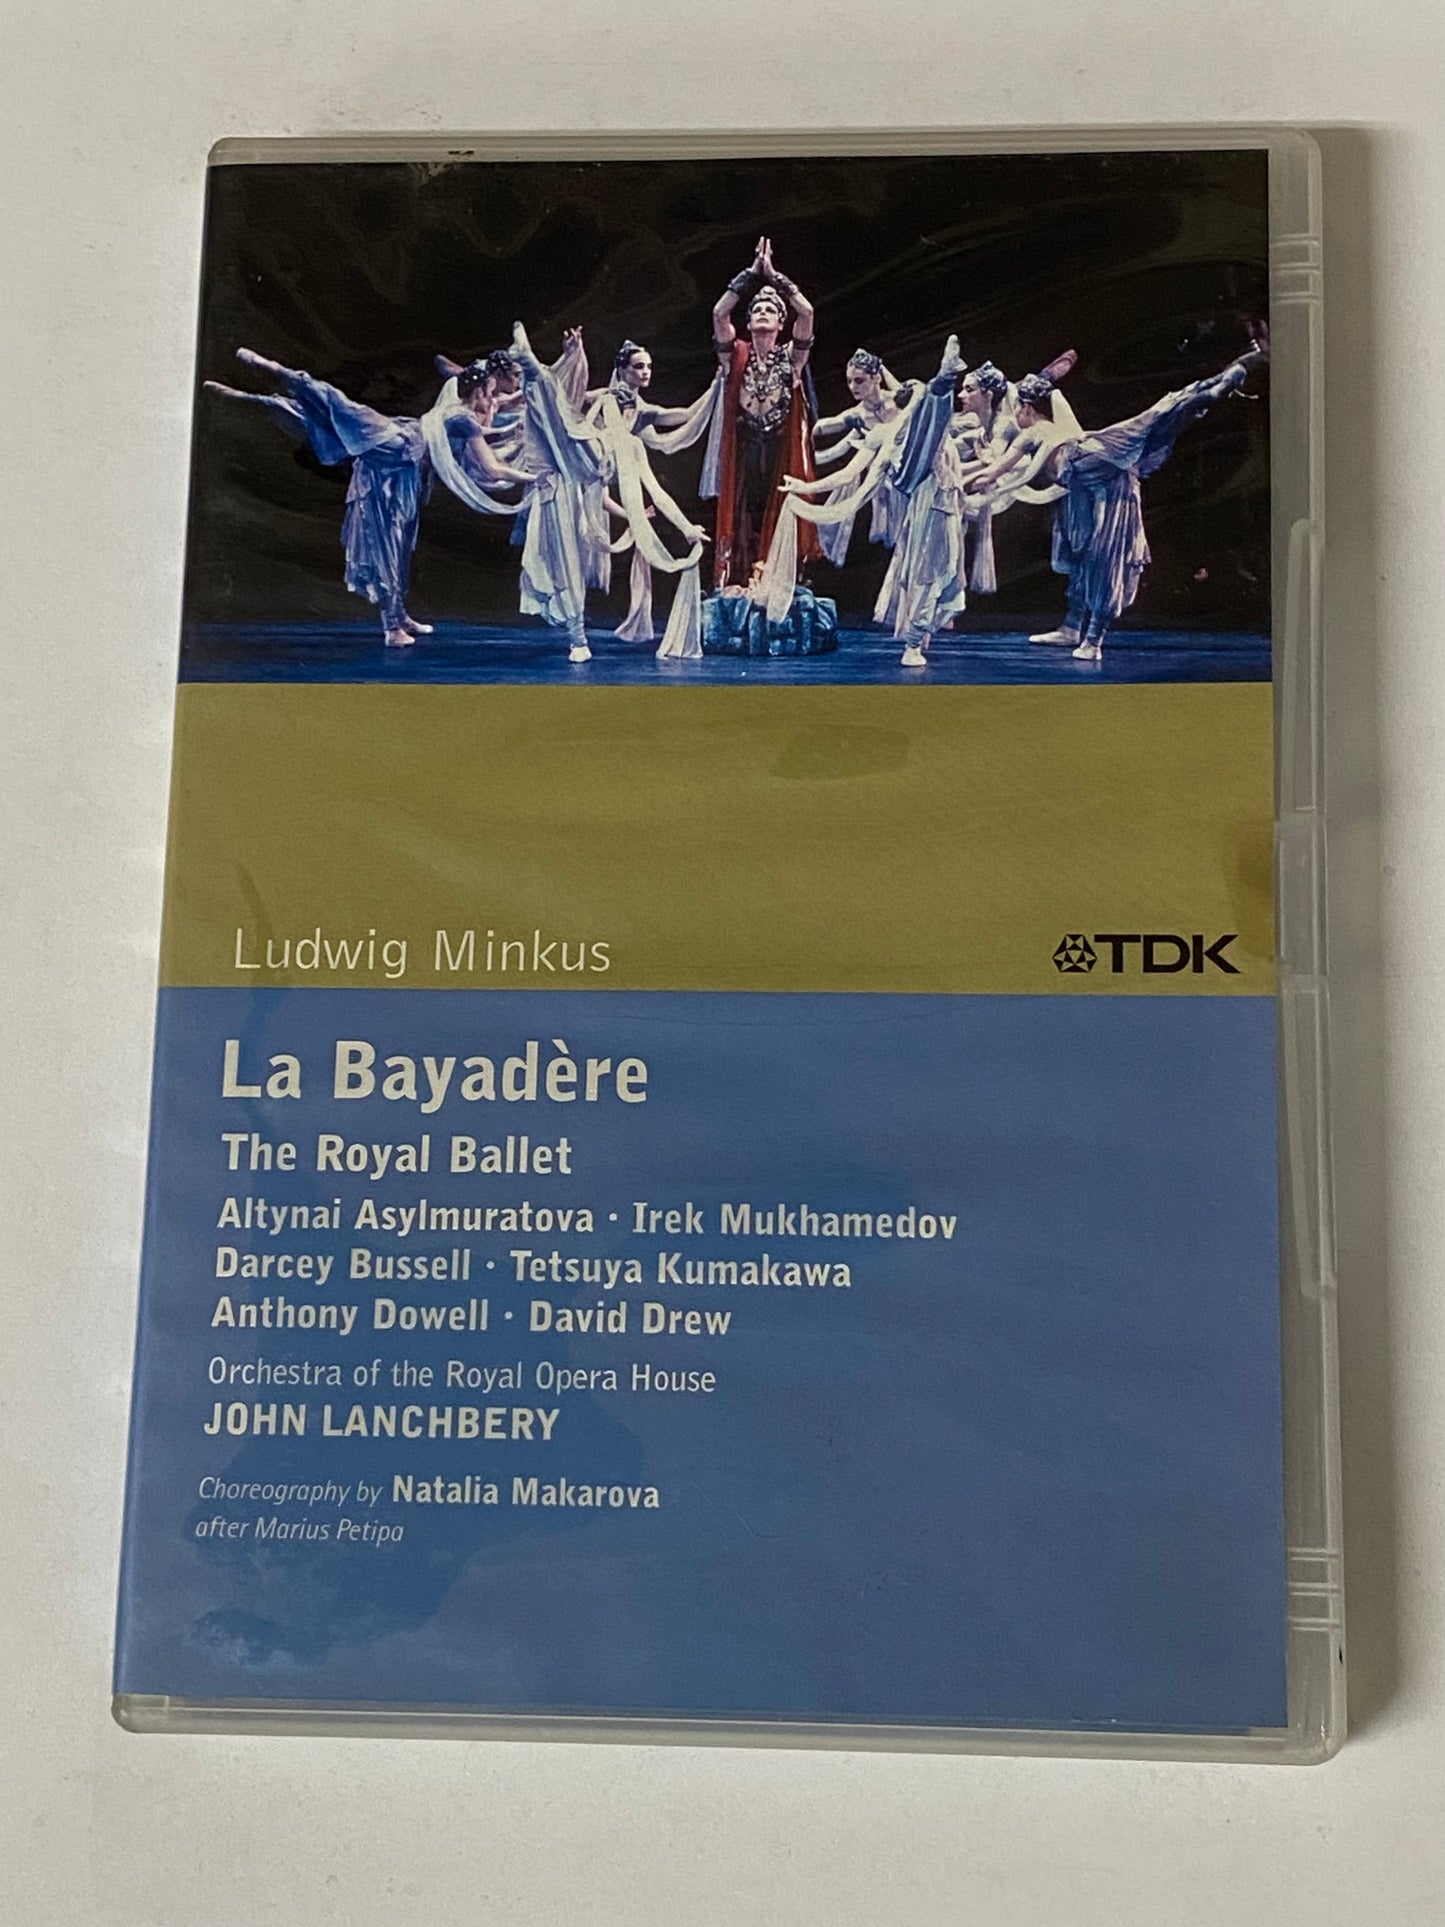 Ludwig Minkus
TDK
La Bayadère
The Royal Ballet
Altynai Asylmuratova · Irek Mukhamedov
Darcey Bussell · Tetsuya Kumakawa
Anthony Dowell · David Drew
Orchestra of the Royal Opera House
JOHN LANCHBERY
Choreography by Natalia Makarova
after Marius Petipa